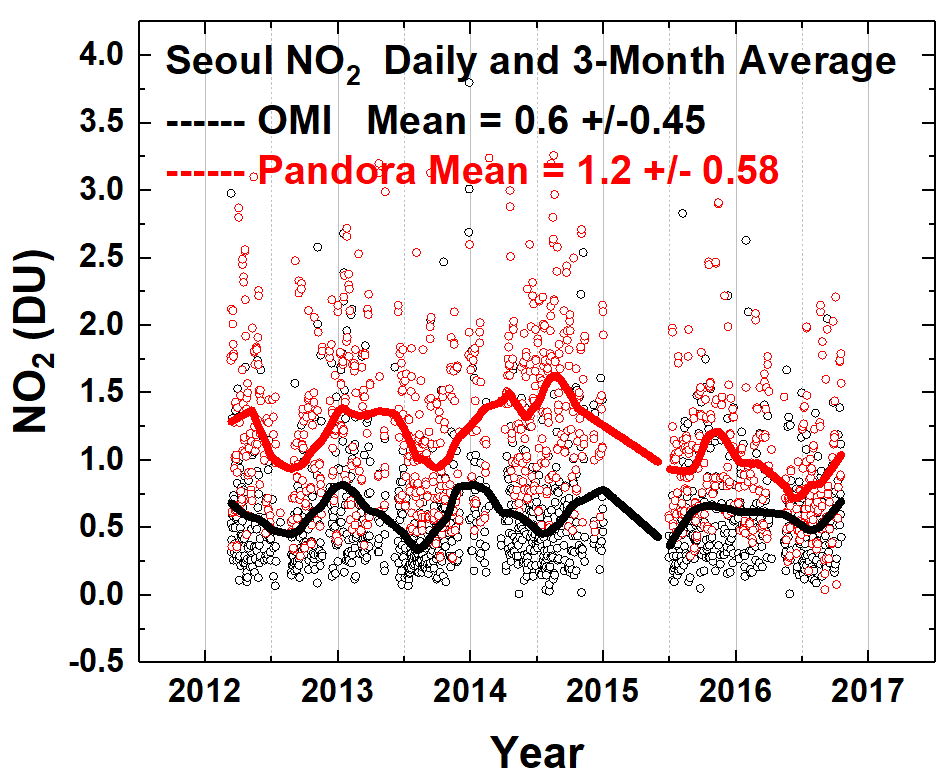 Seoul NO₂ Daily and 3-Month Average
------ OMI Mean = 0.6 +/-0.45
------ Pandora Mean = 1.2 +/- 0.58
NO₂ (DU)
4.0
3.5
3.0
2.5
2.0
1.5
1.0
0.5
0.0
-0.5
2012 2013 2014 2015 2016 2017
Year